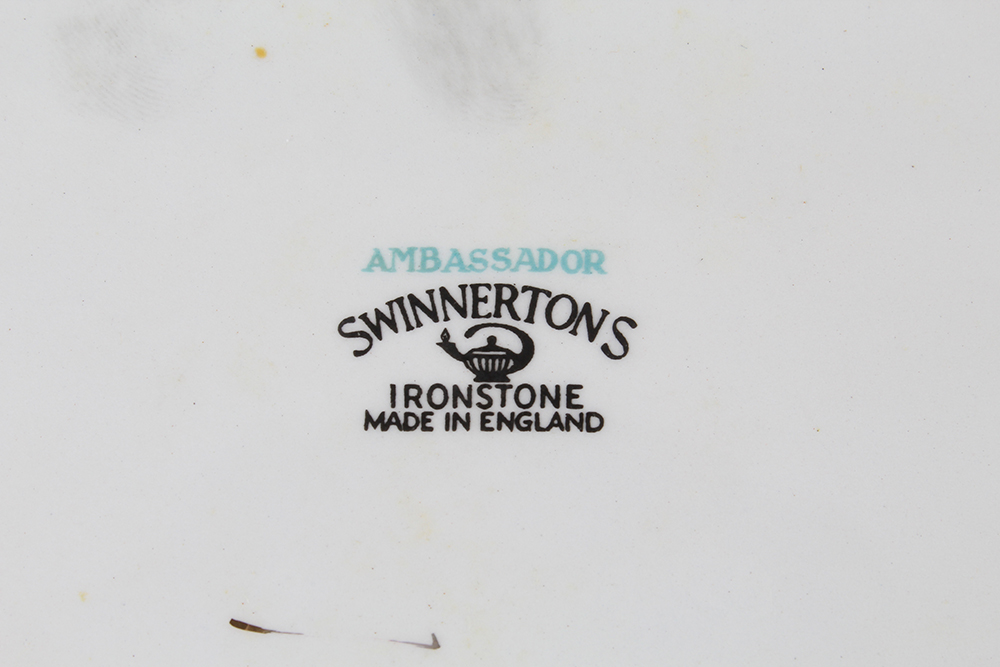 AMBASSADOR
SWINNERTONS
IRONSTONE
MADE IN ENGLAND